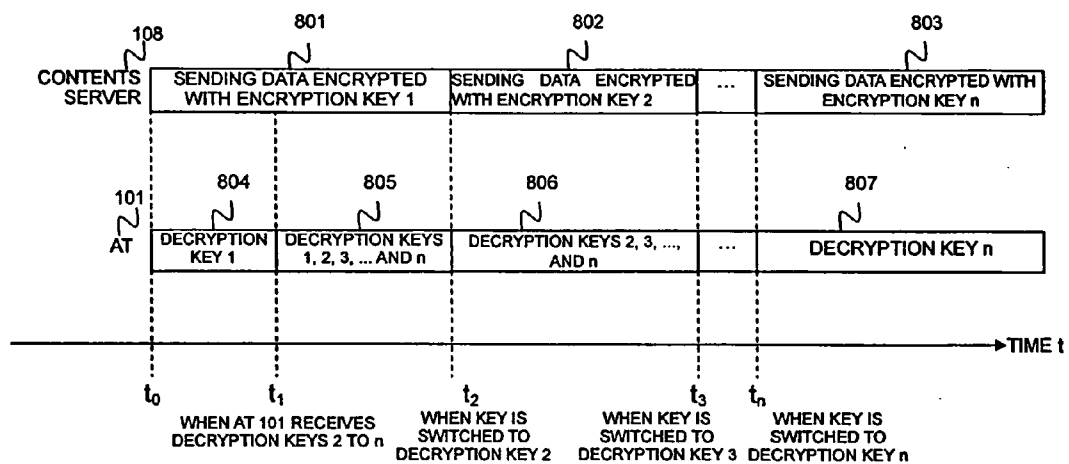 801
802
803
108
CONTENTS
SERVER
SENDING DATA ENCRYPTED
WITH ENCRYPTION KEY 1
SENDING DATA ENCRYPTED
WITH ENCRYPTION KEY 2
...
SENDING DATA ENCRYPTED WITH
ENCRYPTION KEY n
804
805
806
807
101
AT
DECRYPTION
KEY 1
DECRYPTION KEYS
1, 2, 3, ... AND n
DECRYPTION KEYS 2, 3, ...,
AND n
...
DECRYPTION KEY n
TIME t
t0
t1
t2
t3
tn
WHEN AT 101 RECEIVES
DECRYPTION KEYS 2 TO n
WHEN KEY IS
SWITCHED TO
DECRYPTION KEY 2
WHEN KEY IS
SWITCHED TO
DECRYPTION KEY 3
WHEN KEY IS
SWITCHED TO
DECRYPTION KEY n